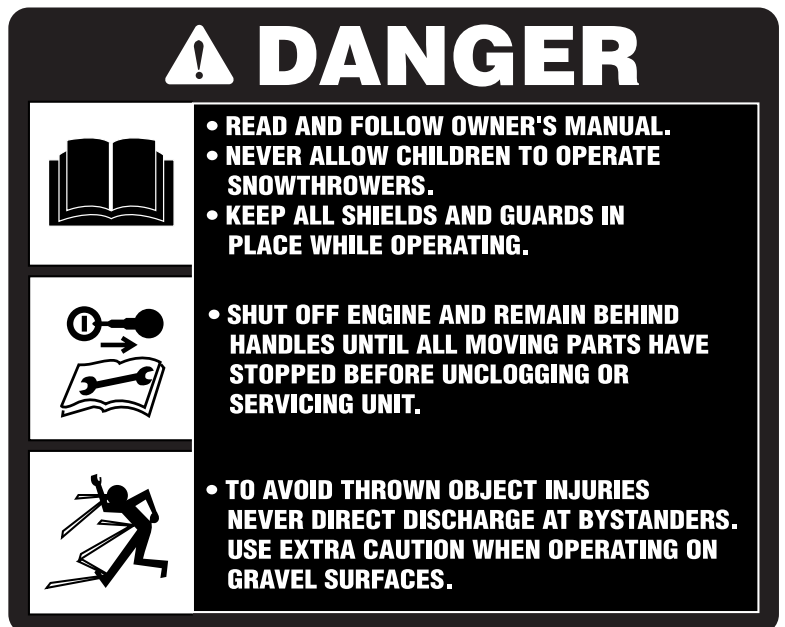 DANGER
• READ AND FOLLOW OWNER'S MANUAL.
• NEVER ALLOW CHILDREN TO OPERATE
SNOWTHROWERS.
• KEEP ALL SHIELDS AND GUARDS IN
PLACE WHILE OPERATING.
• SHUT OFF ENGINE AND REMAIN BEHIND
HANDLES UNTIL ALL MOVING PARTS HAVE
STOPPED BEFORE UNCLOGGING OR
SERVICING UNIT.
• TO AVOID THROWN OBJECT INJURIES
NEVER DIRECT DISCHARGE AT BYSTANDERS.
USE EXTRA CAUTION WHEN OPERATING ON
GRAVEL SURFACES.